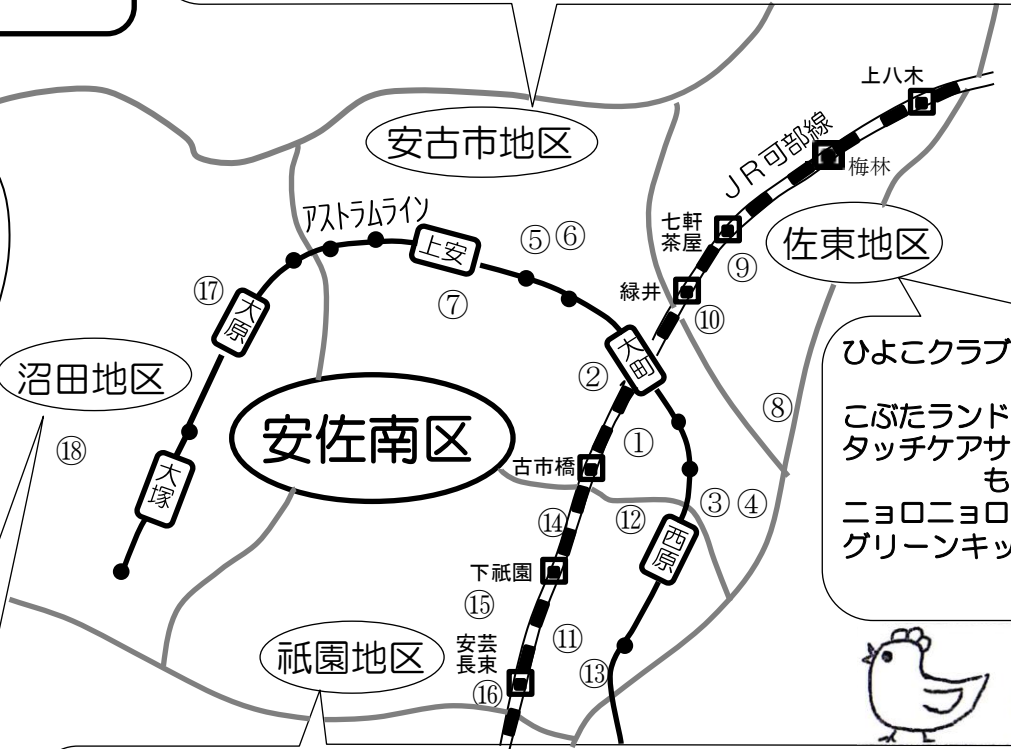 上八木
安古市地区
JR可部線
梅林
アストラムライン
七軒
茶屋
上安
⑤ ⑥
佐東地区
⑨
⑰
⑦
緑井
大原
⑩
ひよこクラブ
沼田地区
大町
②
こぶたランド
⑧
タッチケアサ
安佐南区
①
⑱
古市橋
も
大塚
③ ④
ニョロニョロ
⑭
⑫
西原
グリーンキッ
下祇園
⑮
祇園地区
安芸
長束
⑪
⑬
⑯